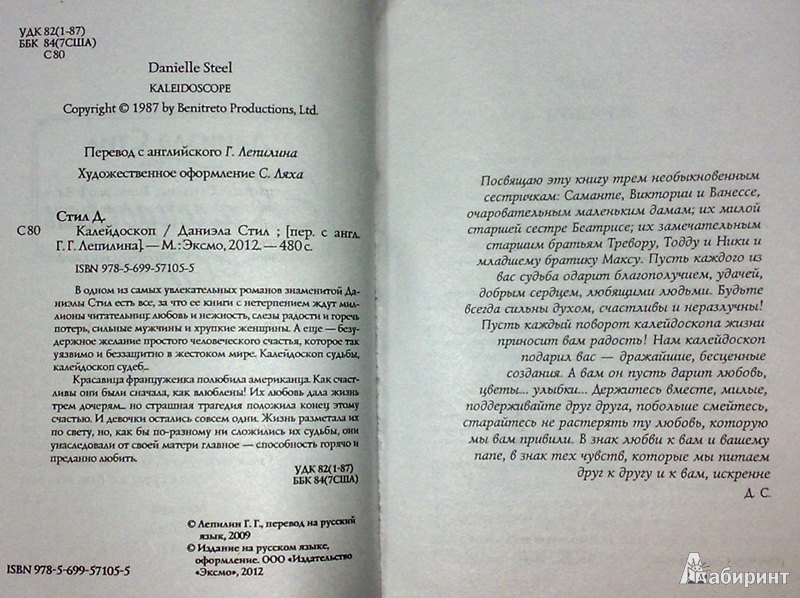 УДК 82(1-87)
ББК 84(7США)
С80
Danielle Steel
KALEIDOSCOPE
Copyright © 1987 by Benitreto Productions, Ltd.
Перевод с английского Г. Лепилина
Художественное оформление С. Ляха
Стил Д.
С80 Калейдоскоп / Даниэла Стил ; [пер. с англ.
Г. Г. Лепилина]. — М. : Эксмо, 2012. — 480 с.
ISBN 978-5-699-57105-5
В одном из самых увлекательных романов знаменитой Да-
ниэлы Стил есть все, за что ее книги с нетерпением ждут мил-
лионы читательниц: любовь и нежность, слезы радости и горечь
потерь, сильные мужчины и хрупкие женщины. А еще — безу-
держное желание простого человеческого счастья, которое так
уязвимо и беззащитно в жестоком мире. Калейдоскоп судьбы,
калейдоскоп судеб...
Красавица француженка полюбила американца. Как счаст-
ливы они были сначала, как влюблены! Их любовь дала жизнь
трем дочерям... но страшная трагедия положила конец этому
счастью. И девочки остались совсем одни. Жизнь разметала их
по свету, но, как бы по-разному ни сложились их судьбы, они
унаследовали от своей матери главное — способность горячо и
преданно любить.
УДК 82(1-87)
ББК 84(7США)
© Лепилин Г. Г., перевод на русский
язык, 2009
© Издание на русском языке,
оформление. ООО «Издательство
«Эксмо», 2012
ISBN 978-5-699-57105-5
Посвящаю эту книгу трем необыкновенным
сестричкам: Саманте, Виктории и Ванессе,
очаровательным маленьким дамам; их милой
старшей сестре Беатрисе; их замечательным
старшим братьям Тревору, Тодду и Ники и
младшему братику Максу. Пусть каждого из
вас судьба одарит благополучием, удачей,
добрым сердцем, любящими людьми. Будьте
всегда сильны духом, счастливы и неразлучны!
Пусть каждый поворот калейдоскопа жизни
приносит вам радость! Нам калейдоскоп
подарил вас — дражайшие, бесценные
создания. А вам он пусть дарит любовь,
цветы... улыбки... Держитесь вместе, милые,
поддерживайте друг друга, побольше смейтесь,
старайтесь не растерять ту любовь, которую
мы вам привили. В знак любви к вам и вашему
папе, в знак тех чувств, которые мы питаем
друг к другу и к вам, искренне
Д. С.
Лабиринт